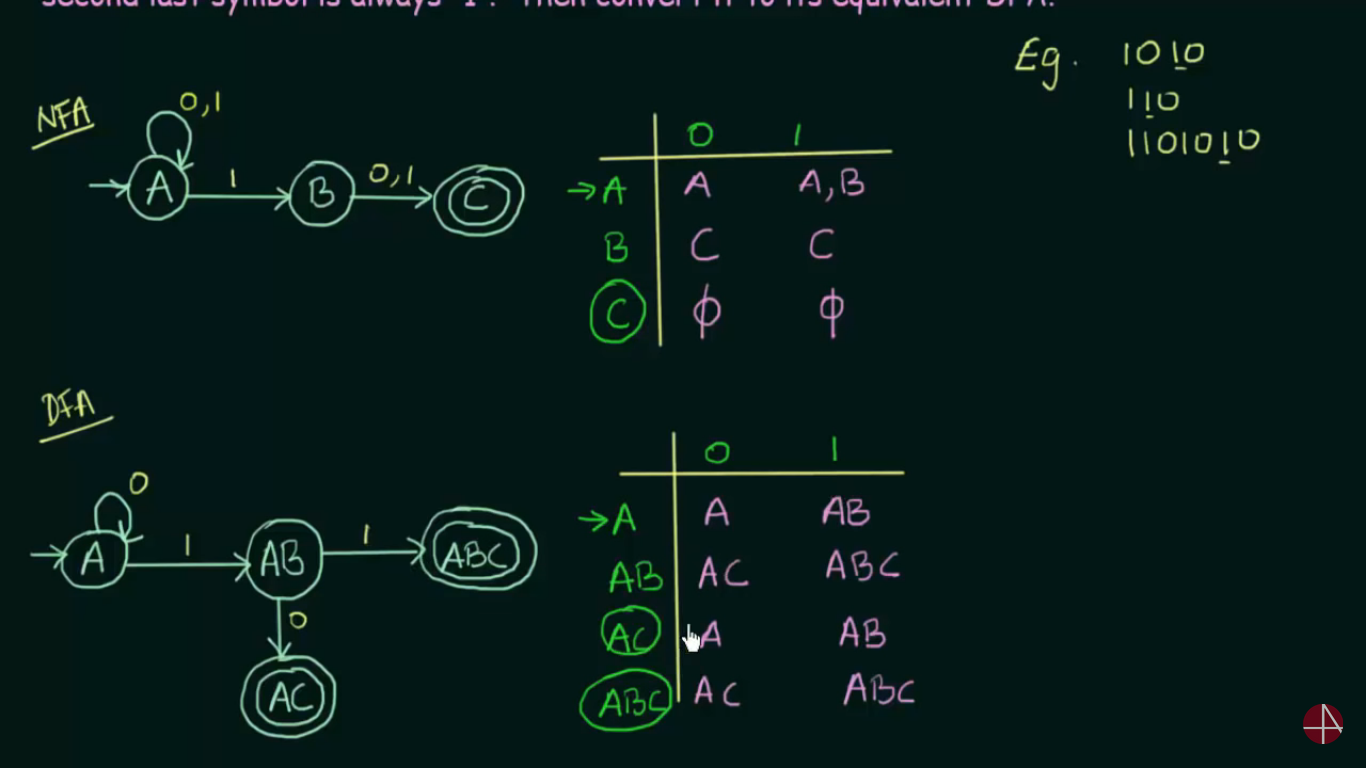 second last symbol is always '1'. Then convert it to its equivalent DFA.
Eg. 1010
110
1101010
NFA
0,1
A 1 B 0,1 C
0 1
→A A A,B
B C C
C ϕ ϕ
DFA
0
A 1 AB 1 ABC
0
AC
0 1
→A A AB
AB AC ABC
AC A AB
ABC AC ABC